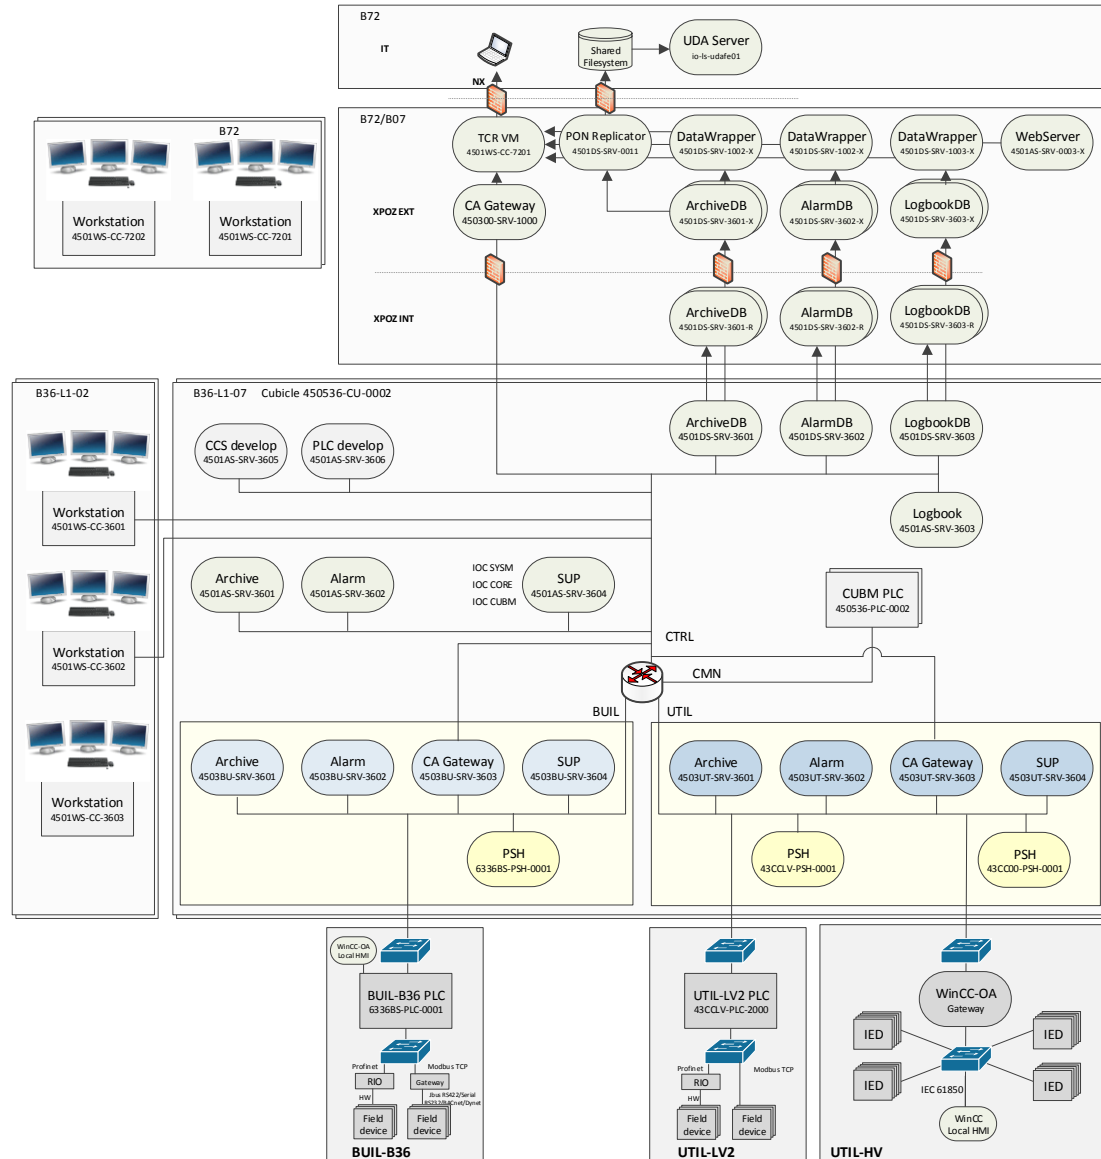 B72
IT
NX
Shared
Filesystem
UDA Server
io-ls-udafe01
B72/B07
TCR VM
4501WS-CC-7201
PON Replicator
4501DS-SRV-0011
DataWrapper
4501DS-SRV-1002-X
DataWrapper
4501DS-SRV-1002-X
DataWrapper
4501DS-SRV-1003-X
WebServer
4501AS-SRV-0003-X
B72
Workstation
4501WS-CC-7202
Workstation
4501WS-CC-7201
XPOZ EXT
CA Gateway
450300-SRV-1000
ArchiveDB
4501DS-SRV-3601-X
AlarmDB
4501DS-SRV-3602-X
LogbookDB
4501DS-SRV-3603-X
XPOZ INT
ArchiveDB
4501DS-SRV-3601-R
AlarmDB
4501DS-SRV-3602-R
LogbookDB
4501DS-SRV-3603-R
B36-L1-02
Workstation
4501WS-CC-3601
Workstation
4501WS-CC-3602
Workstation
4501WS-CC-3603
B36-L1-07 Cubicle 450536-CU-0002
CCS develop
4501AS-SRV-3605
PLC develop
4501AS-SRV-3606
ArchiveDB
4501DS-SRV-3601
AlarmDB
4501DS-SRV-3602
LogbookDB
4501DS-SRV-3603
Logbook
4501AS-SRV-3603
Archive
4501AS-SRV-3601
Alarm
4501AS-SRV-3602
IOC SYSM
IOC CORE
IOC CUBM
SUP
4501AS-SRV-3604
CUBM PLC
450536-PLC-0002
CTRL
CMN
BUIL
UTIL
Archive
4503BU-SRV-3601
Alarm
4503BU-SRV-3602
CA Gateway
4503BU-SRV-3603
SUP
4503BU-SRV-3604
PSH
6336BS-PSH-0001
Archive
4503UT-SRV-3601
Alarm
4503UT-SRV-3602
CA Gateway
4503UT-SRV-3603
SUP
4503UT-SRV-3604
PSH
43CCLV-PSH-0001
PSH
43CC00-PSH-0001
WinCC-OA
Local HMI
BUIL-B36 PLC
6336BS-PLC-0001
Profinet
Modbus TCP
RIO
Gateway
HW
Jbus RS422/Serial
Field
device
Field
device
BUIL-B36
UTIL-LV2 PLC
43CCLV-PLC-2000
Profinet
Modbus TCP
RIO
HW
Field
device
Field
device
UTIL-LV2
WinCC-OA
Gateway
IED
IED
IED
IED
IEC 61850
WinCC
Local HMI
UTIL-HV